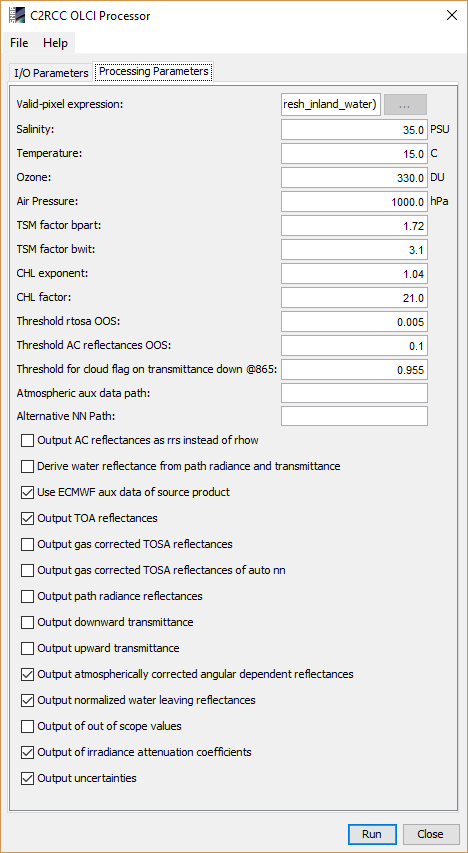 C2RCC OLCI Processor
File Help
I/O Parameters Processing Parameters
Valid-pixel expression: resh_inland_water) ...
Salinity: 35.0 PSU
Temperature: 15.0 C
Ozone: 330.0 DU
Air Pressure: 1000.0 hPa
TSM factor bpart: 1.72
TSM factor bwit: 3.1
CHL exponent: 1.04
CHL factor: 21.0
Threshold rtosa OOS: 0.005
Threshold AC reflectances OOS: 0.1
Threshold for cloud flag on transmittance down @865: 0.955
Atmospheric aux data path:
Alternative NN Path:
Output AC reflectances as rrs instead of rhow
Derive water reflectance from path radiance and transmittance
Use ECMWF aux data of source product
Output TOA reflectances
Output gas corrected TOSA reflectances
Output gas corrected TOSA reflectances of auto nn
Output path radiance reflectances
Output downward transmittance
Output upward transmittance
Output atmospherically corrected angular dependent reflectances
Output normalized water leaving reflectances
Output of out of scope values
Output of irradiance attenuation coefficients
Output uncertainties
Run Close